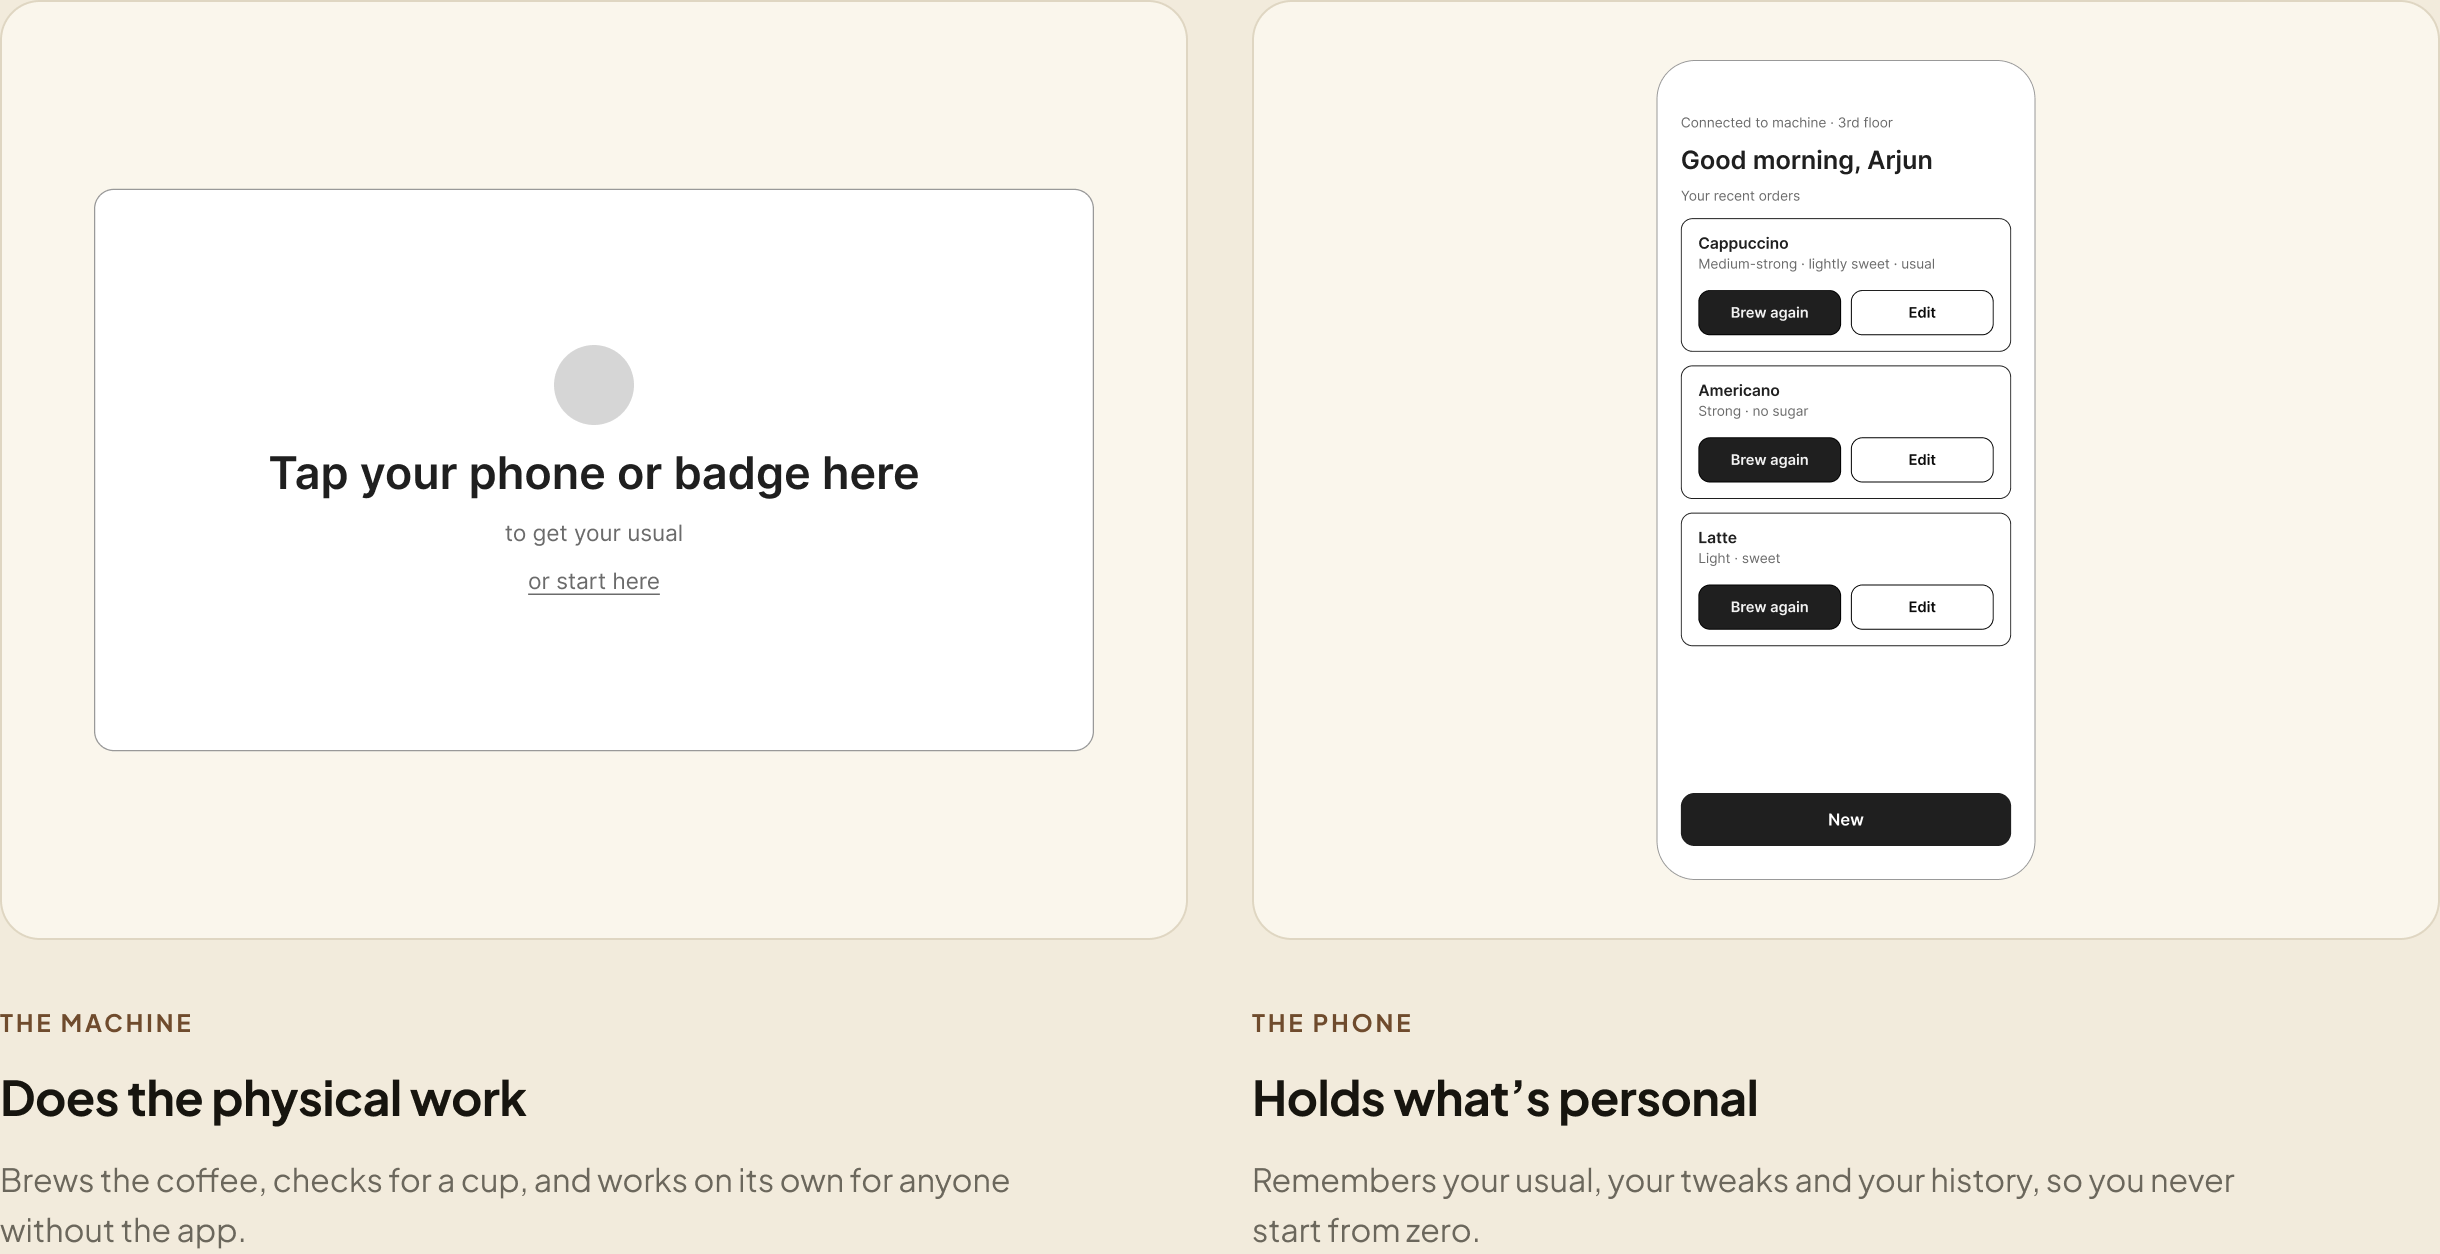 Tap your phone or badge here
to get your usual
or start here
Connected to machine · 3rd floor
Good morning, Arjun
Your recent orders
Cappuccino
Medium-strong · lightly sweet · usual
Brew again
Edit
Americano
Strong · no sugar
Brew again
Edit
Latte
Light · sweet
Brew again
Edit
New
THE MACHINE
Does the physical work
Brews the coffee, checks for a cup, and works on its own for anyone
without the app.
THE PHONE
Holds what’s personal
Remembers your usual, your tweaks and your history, so you never
start from zero.